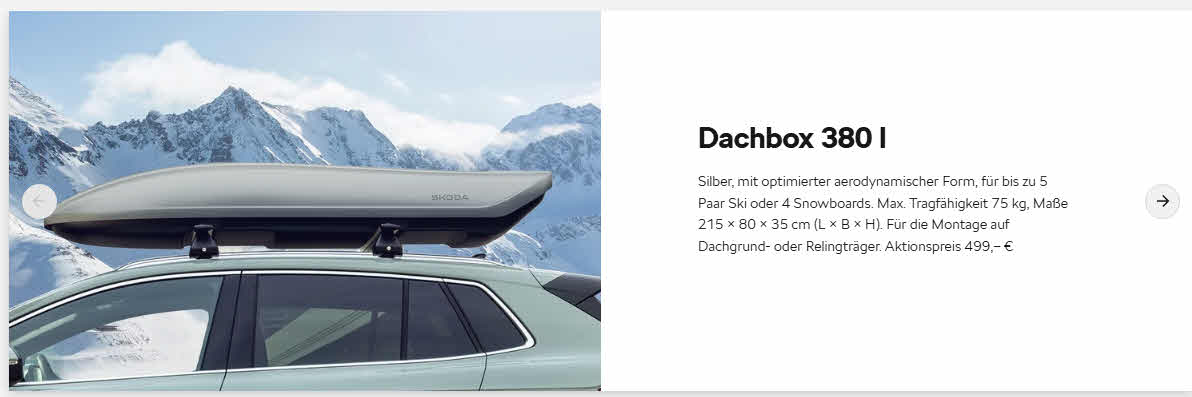 ŠKODA
Dachbox 380 l
Silber, mit optimierter aerodynamischer Form, für bis zu 5
Paar Ski oder 4 Snowboards. Max. Tragfähigkeit 75 kg, Maße
215 × 80 × 35 cm (L × B × H). Für die Montage auf
Dachgrund- oder Relingträger. Aktionspreis 499,– €